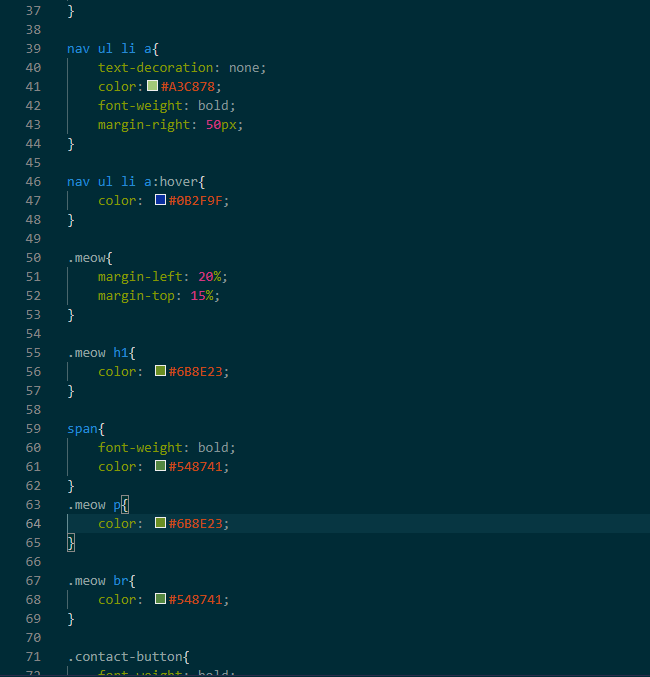 37 }
38
39 nav ul li a{
40 text-decoration: none;
41 color: #A3C878;
42 font-weight: bold;
43 margin-right: 50px;
44 }
45
46 nav ul li a:hover{
47 color: #0B2F9F;
48 }
49
50 .meow{
51 margin-left: 20%;
52 margin-top: 15%;
53 }
54
55 .meow h1{
56 color: #6B8E23;
57 }
58
59 span{
60 font-weight: bold;
61 color: #548741;
62 }
63 .meow p{
64 color: #6B8E23;
65 }
66
67 .meow br{
68 color: #548741;
69 }
70
71 .contact-button{
72 font-weight: bold;